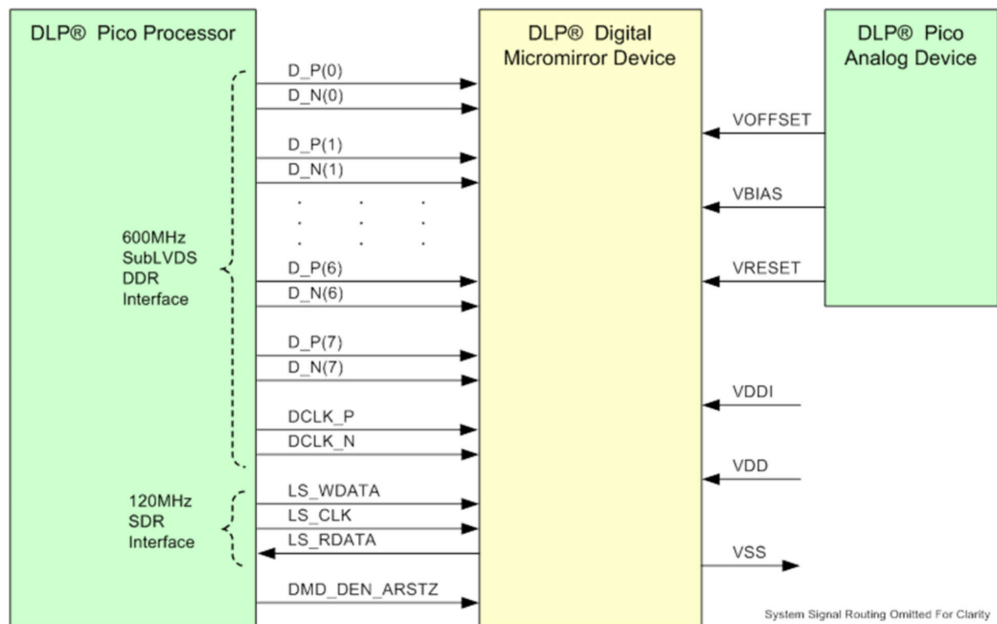 DLP® Pico Processor
DLP® Digital
Micromirror Device
DLP® Pico
Analog Device
D_P(0)
D_N(0)
D_P(1)
D_N(1)
. . .
. . .
. . .
D_P(6)
D_N(6)
D_P(7)
D_N(7)
DCLK_P
DCLK_N
600MHz
SubLVDS
DDR
Interface
LS_WDATA
LS_CLK
LS_RDATA
120MHz
SDR
Interface
DMD_DEN_ARSTZ
VOFFSET
VBIAS
VRESET
VDDI
VDD
VSS
System Signal Routing Omitted For Clarity